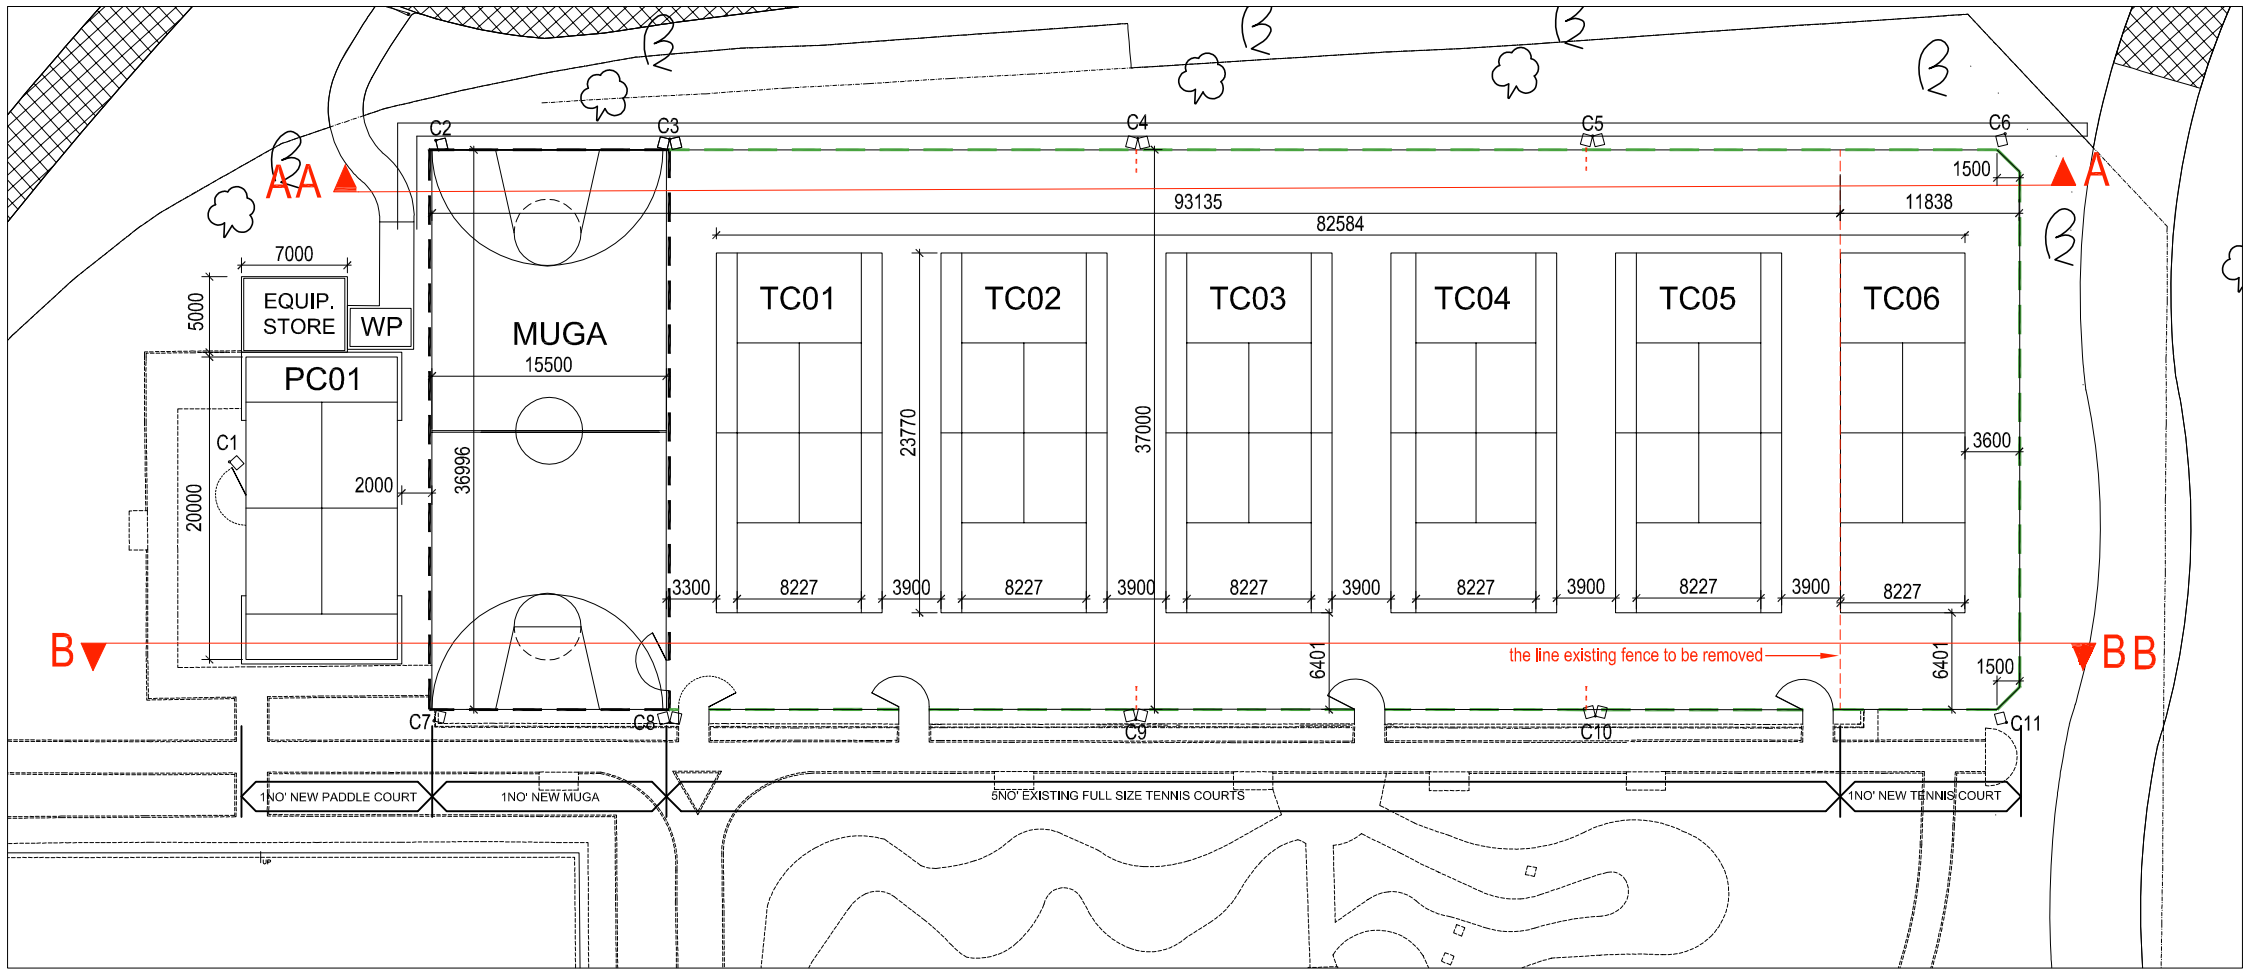 C2
C3
C4
C5
C6
AA
A
1500
93135
11838
82584
7000
5000
EQUIP.
STORE
WP
MUGA
15500
TC01
TC02
TC03
TC04
TC05
TC06
PC01
C1
20000
2000
36996
23770
37000
3600
3300
8227
3900
8227
3900
8227
3900
8227
3900
8227
3900
8227
6401
6401
B
the line existing fence to be removed
BB
1500
C7
C8
C9
C10
C11
1NO' NEW PADDLE COURT
1NO' NEW MUGA
5NO' EXISTING FULL SIZE TENNIS COURTS
1NO' NEW TENNIS COURT
UP